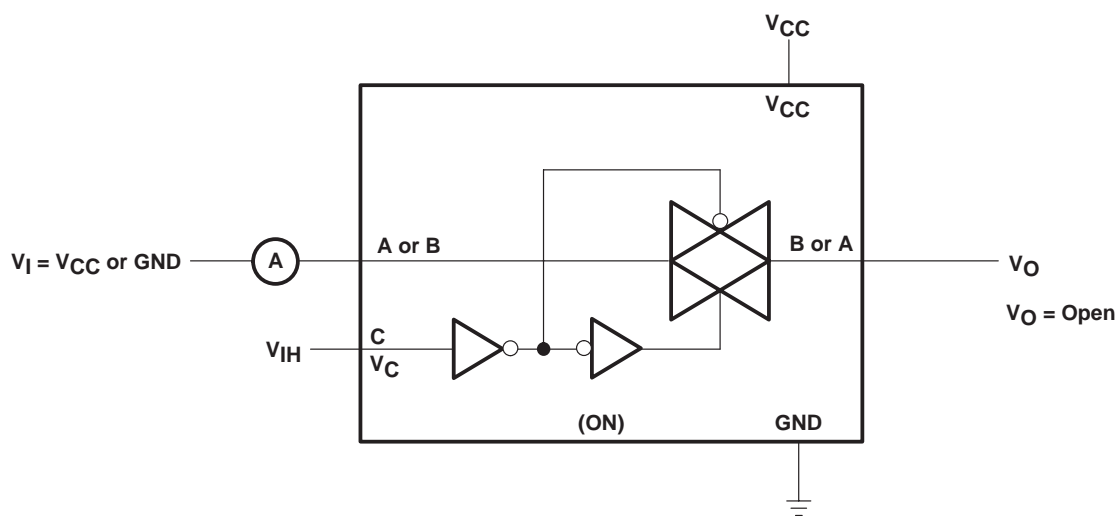 VCC
VCC
A or B
B or A
VI = VCC or GND
A
VO
VO = Open
VIH
C
VC
(ON)
GND